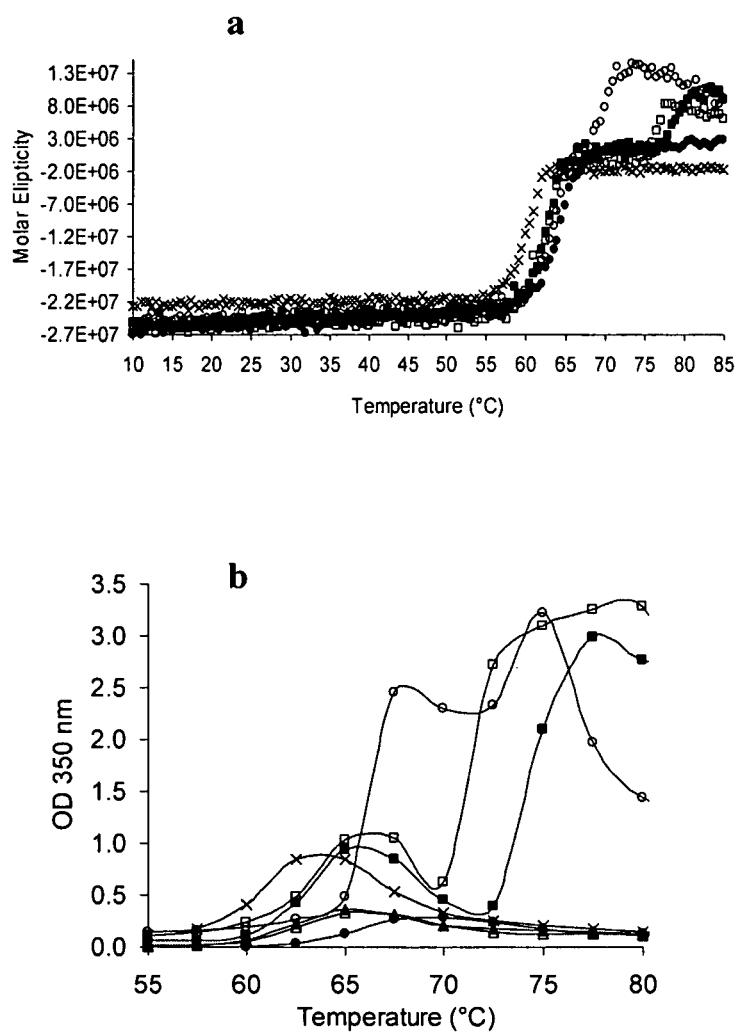 a
1.3E+07
8.0E+06
3.0E+06
-2.0E+06
-7.0E+06
-1.2E+07
-1.7E+07
-2.2E+07
-2.7E+07
Molar Elipticity
10 15 20 25 30 35 40 45 50 55 60 65 70 75 80 85
Temperature (°C)
b
3.5
3.0
2.5
2.0
1.5
1.0
0.5
0.0
OD 350 nm
55 60 65 70 75 80
Temperature (°C)